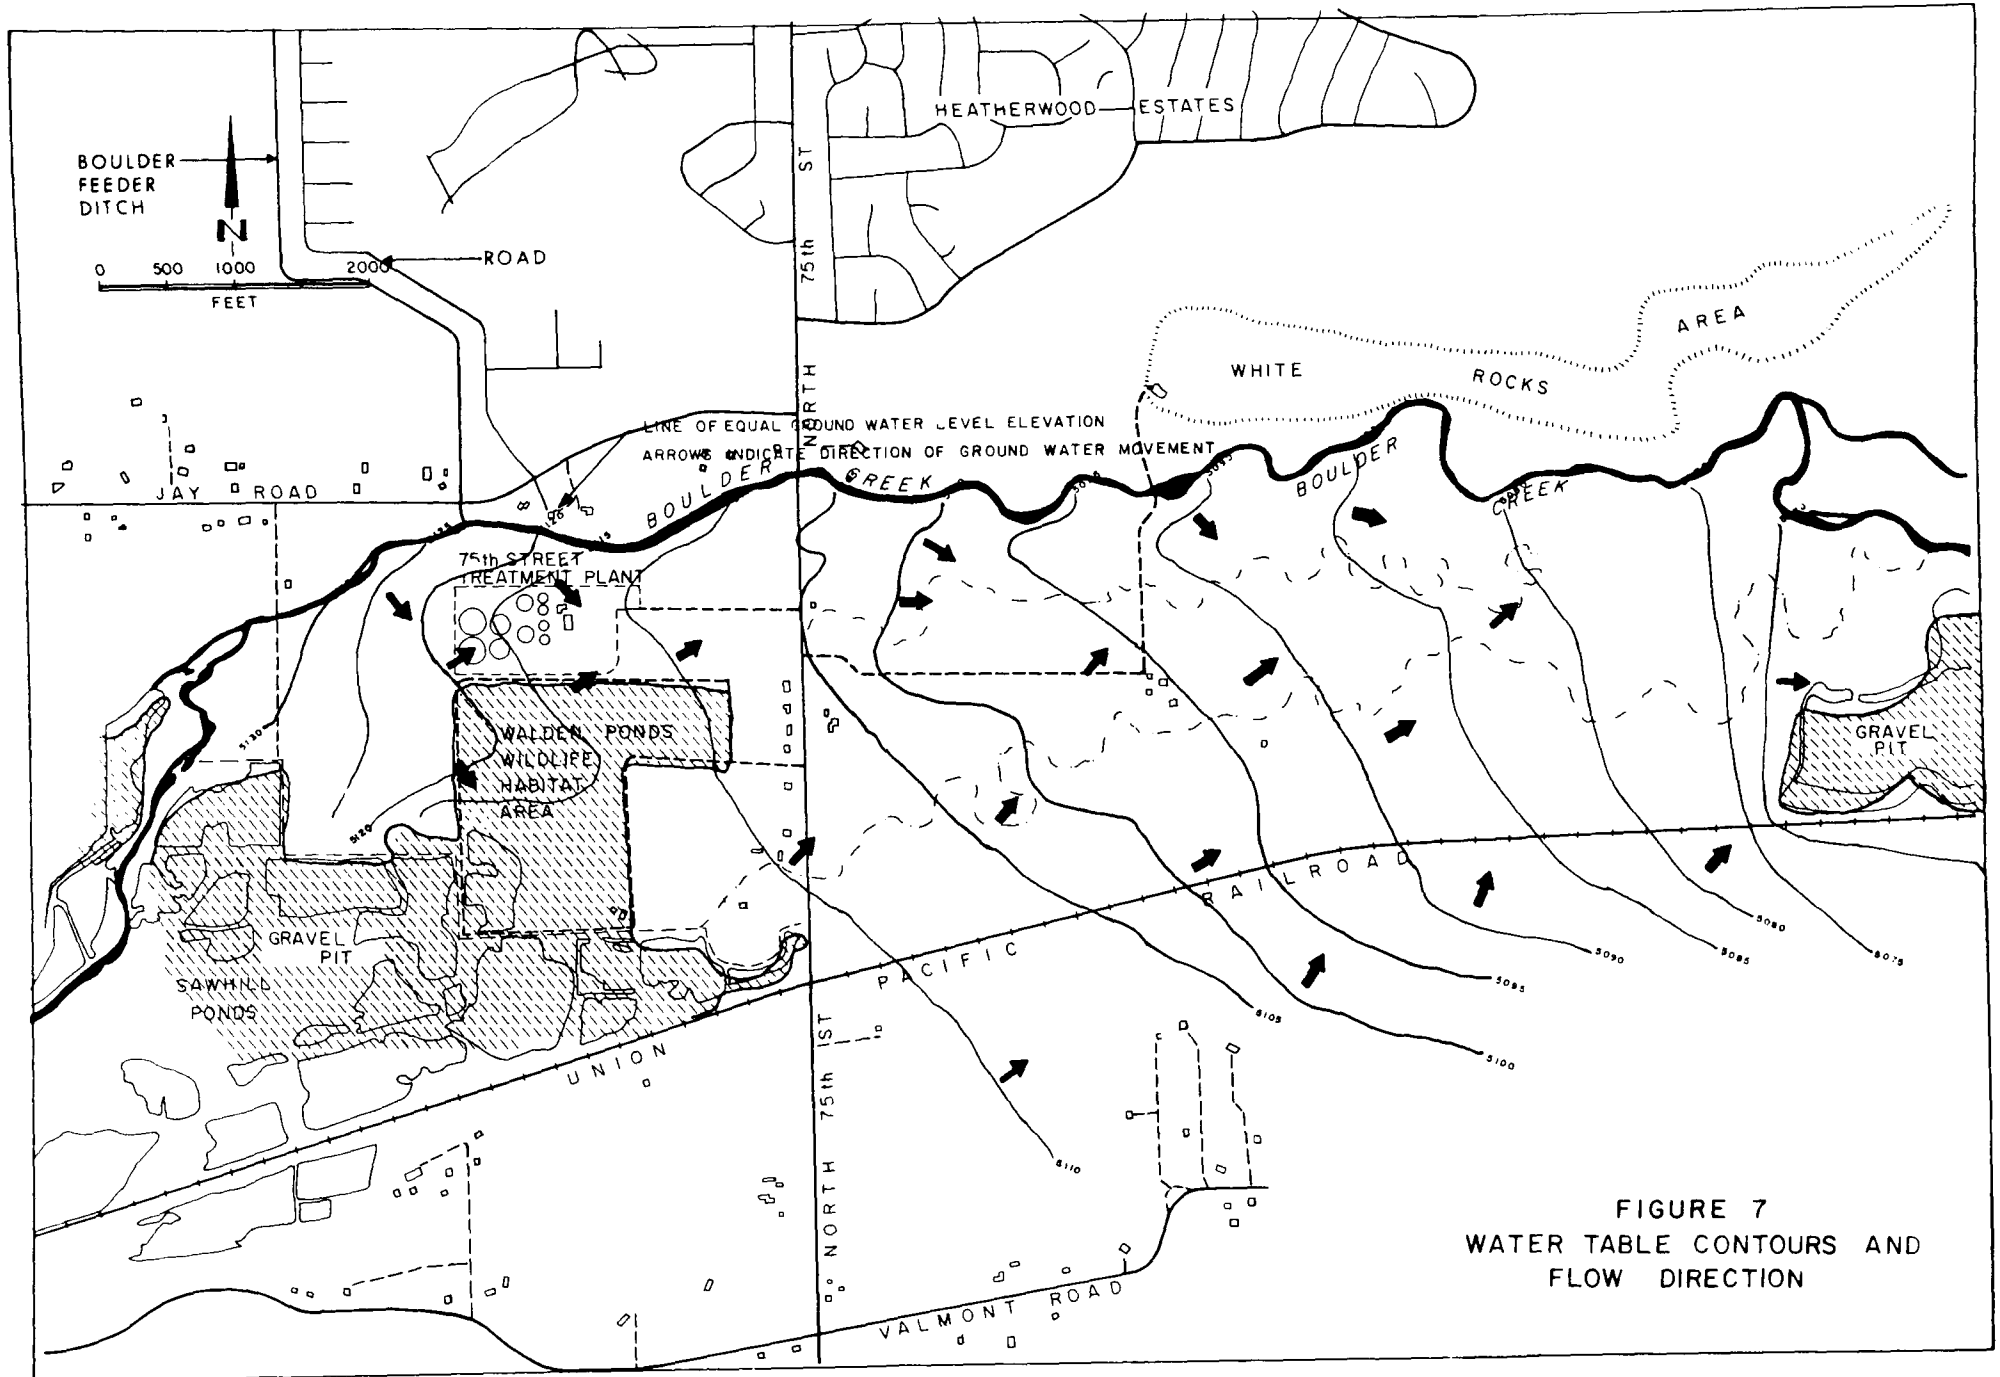 HEATHERWOOD ESTATES
BOULDER
FEEDER
DITCH
N
0 500 1000 2000
FEET
ROAD
NORTH 75th ST
WHITE ROCKS AREA
LINE OF EQUAL GROUND WATER LEVEL ELEVATION
ARROWS INDICATE DIRECTION OF GROUND WATER MOVEMENT
JAY ROAD
BOULDER CREEK
BOULDER CREEK
75th STREET
TREATMENT PLANT
5130
5120
WALDEN PONDS
WILDLIFE
HABITAT
AREA
GRAVEL
PIT
GRAVEL
PIT
SAWHILL
PONDS
UNION PACIFIC RAILROAD
5080
5085
5090
5075
5095
5105
5100
5110
NORTH 75th ST
VALMONT ROAD
FIGURE 7
WATER TABLE CONTOURS AND
FLOW DIRECTION